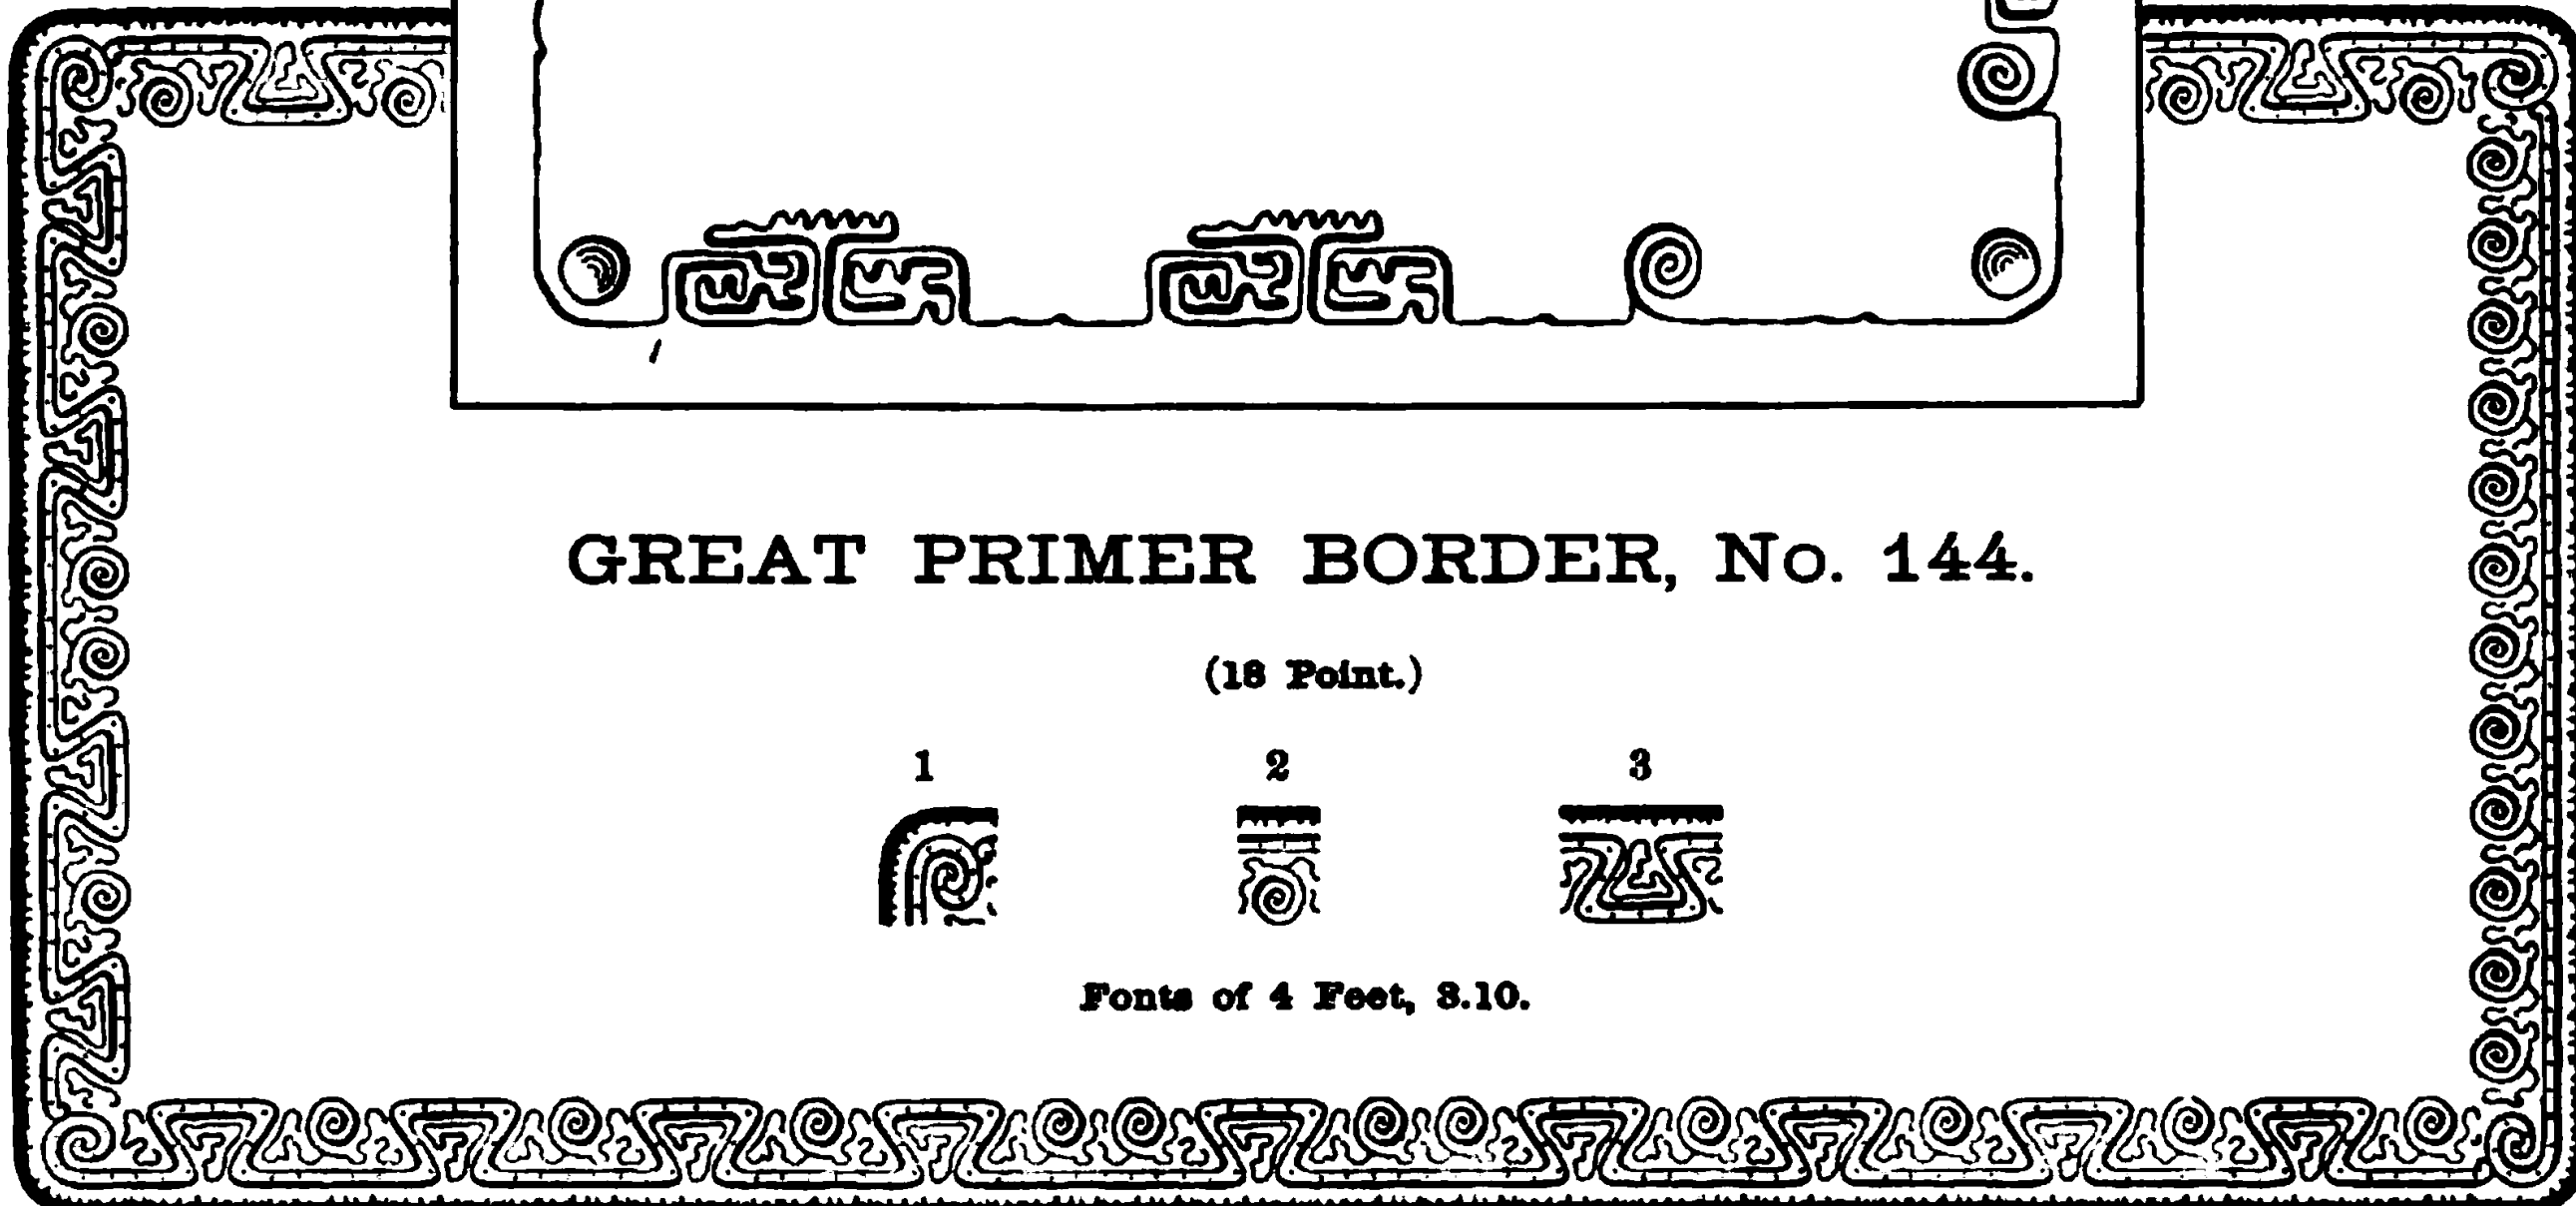 GREAT PRIMER BORDER, No. 144.
(18 Point.)
1 2 3
Fonts of 4 Feet, 3.10.